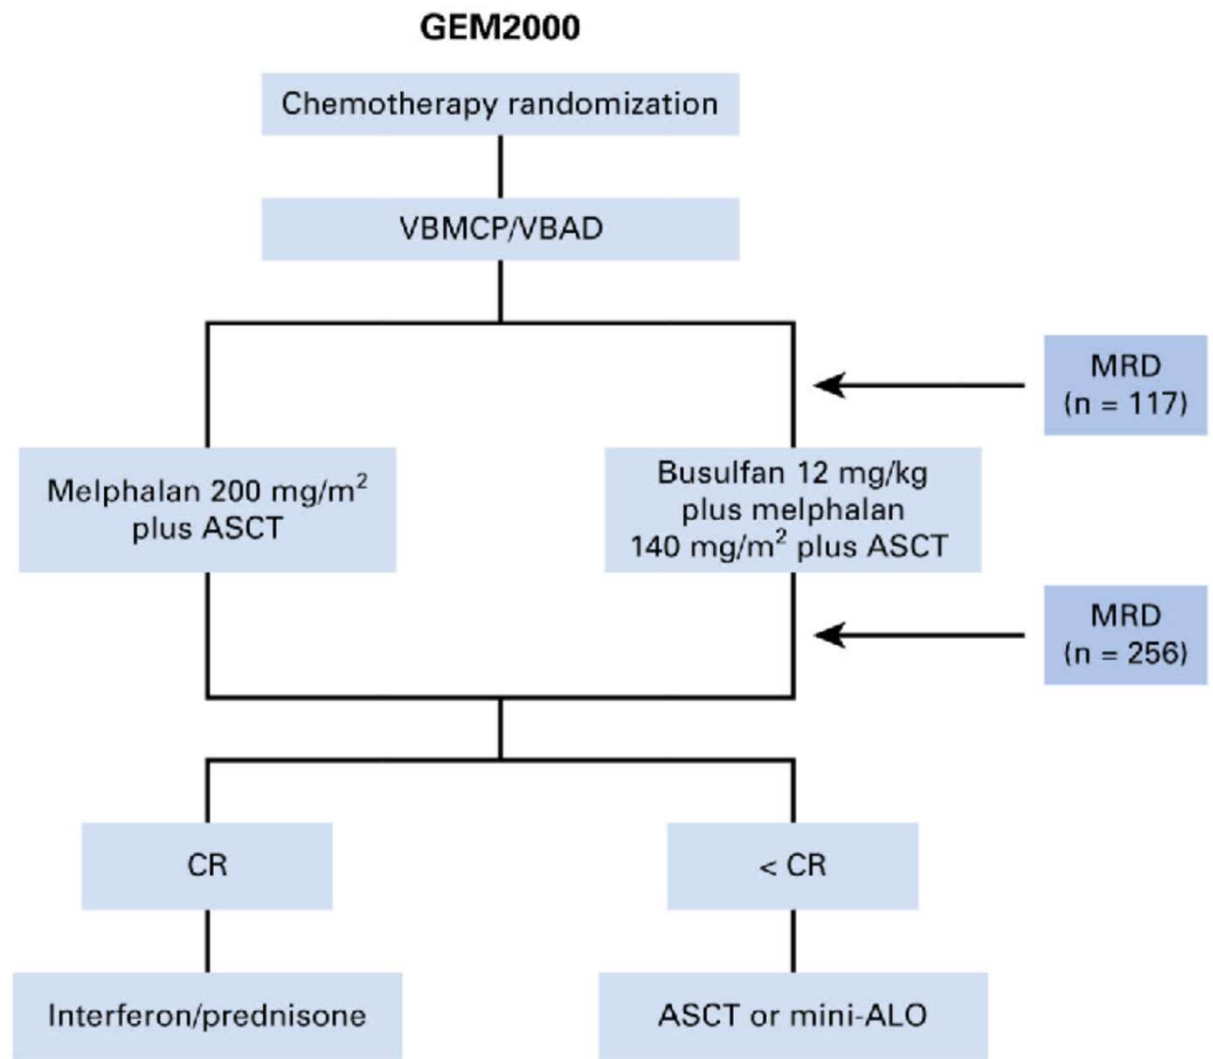 GEM2000
Chemotherapy randomization
VBMCP/VBAD
MRD
(n = 117)
Melphalan 200 mg/m²
plus ASCT
Busulfan 12 mg/kg
plus melphalan
140 mg/m² plus ASCT
MRD
(n = 256)
CR
< CR
Interferon/prednisone
ASCT or mini-ALO